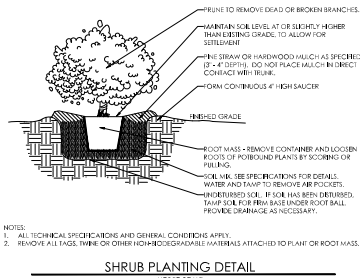 PRUNE TO REMOVE DEAD OR BROKEN BRANCHES.
MAINTAIN SOIL LEVEL AT OR SLIGHTLY HIGHER
THAN EXISTING GRADE, TO ALLOW FOR
SETTLEMENT
PINE STRAW OR HARDWOOD MULCH AS SPECIFIED
(3" - 4" DEPTH). DO NOT PLACE MULCH IN DIRECT
CONTACT WITH TRUNK.
FORM CONTINUOUS 4" HIGH SAUCER
FINISHED GRADE
ROOT MASS - REMOVE CONTAINER AND LOOSEN
ROOTS OF POTBOUND PLANTS BY SCORING OR
PULLING.
SOIL MIX. SEE SPECIFICATIONS FOR DETAILS.
WATER AND TAMP TO REMOVE AIR POCKETS.
UNDISTURBED SOIL. IF SOIL HAS BEEN DISTURBED,
TAMP SOIL FOR FIRM BASE UNDER ROOT BALL.
PROVIDE DRAINAGE AS NECESSARY.
NOTES:
1. ALL TECHNICAL SPECIFICATIONS AND GENERAL CONDITIONS APPLY.
2. REMOVE ALL TAGS, TWINE OR OTHER NON-BIODEGRADABLE MATERIALS ATTACHED TO PLANT OR ROOT MASS.
SHRUB PLANTING DETAIL